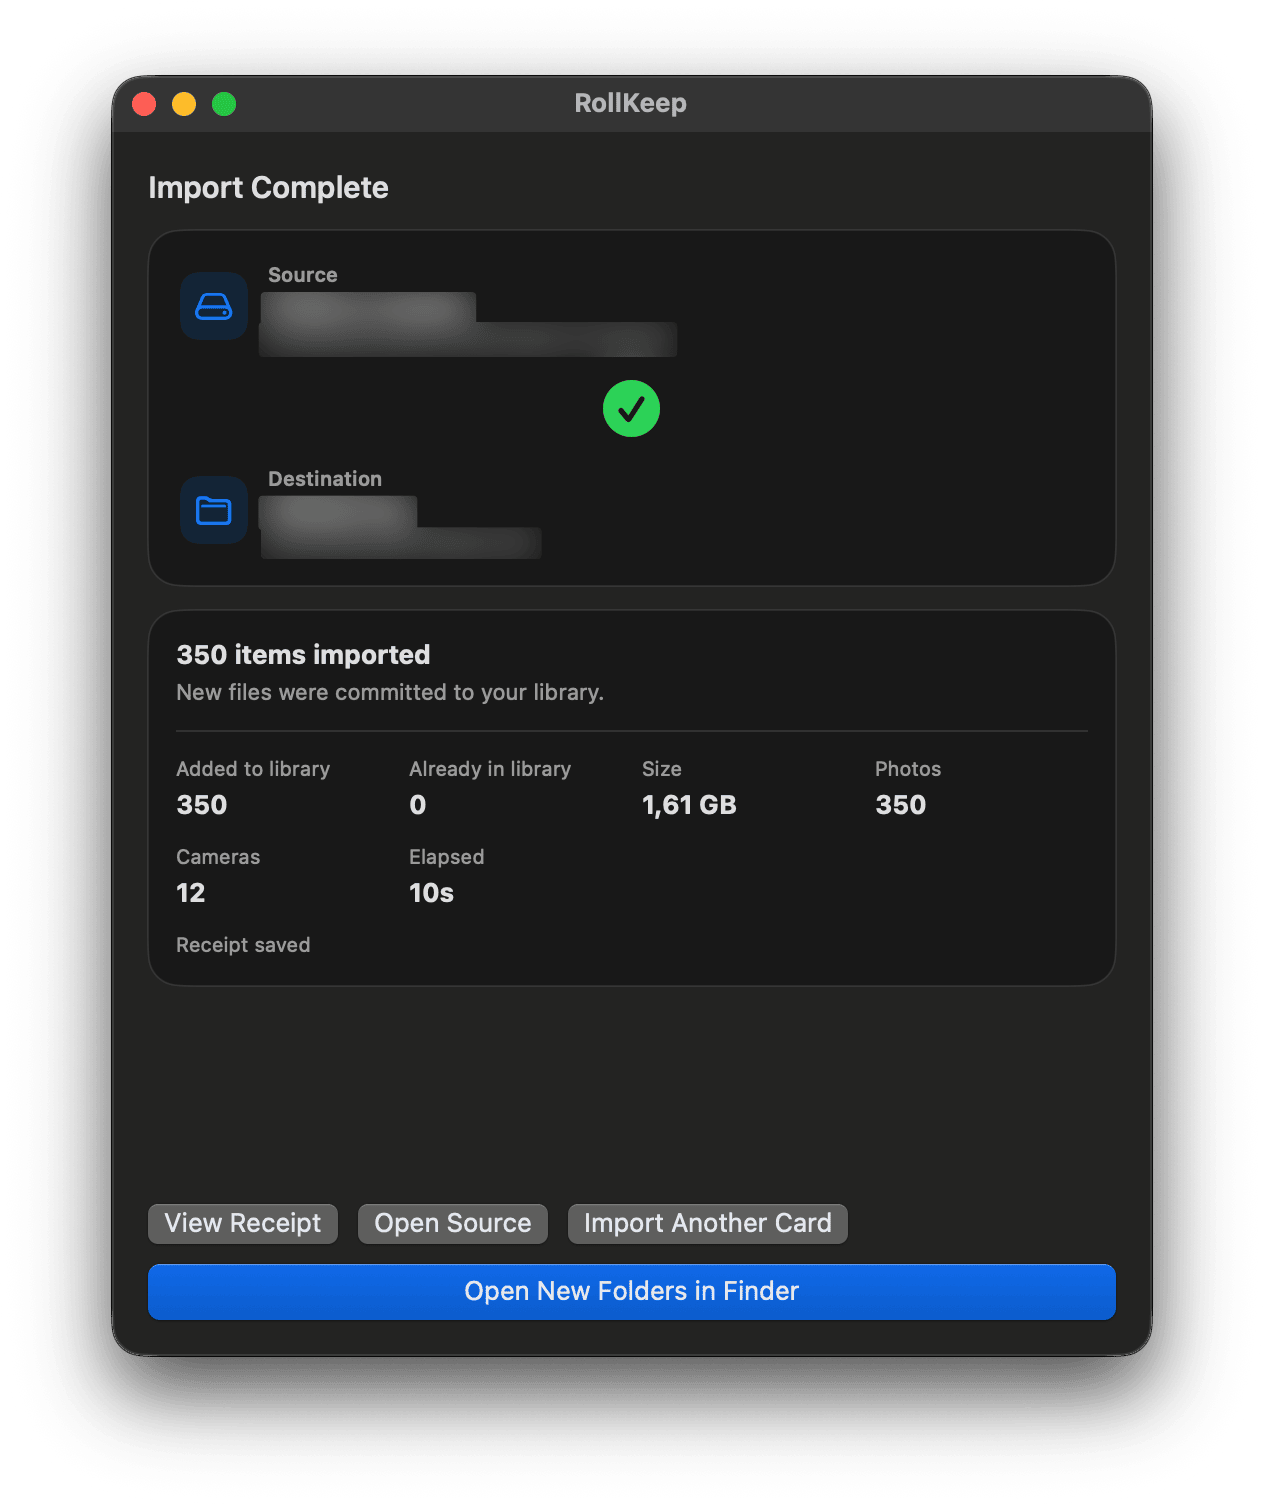 RollKeep
Import Complete
Source
Destination
350 items imported
New files were committed to your library.
Added to library
Already in library
Size
Photos
350
0
1,61 GB
350
Cameras
Elapsed
12
10s
Receipt saved
View Receipt
Open Source
Import Another Card
Open New Folders in Finder